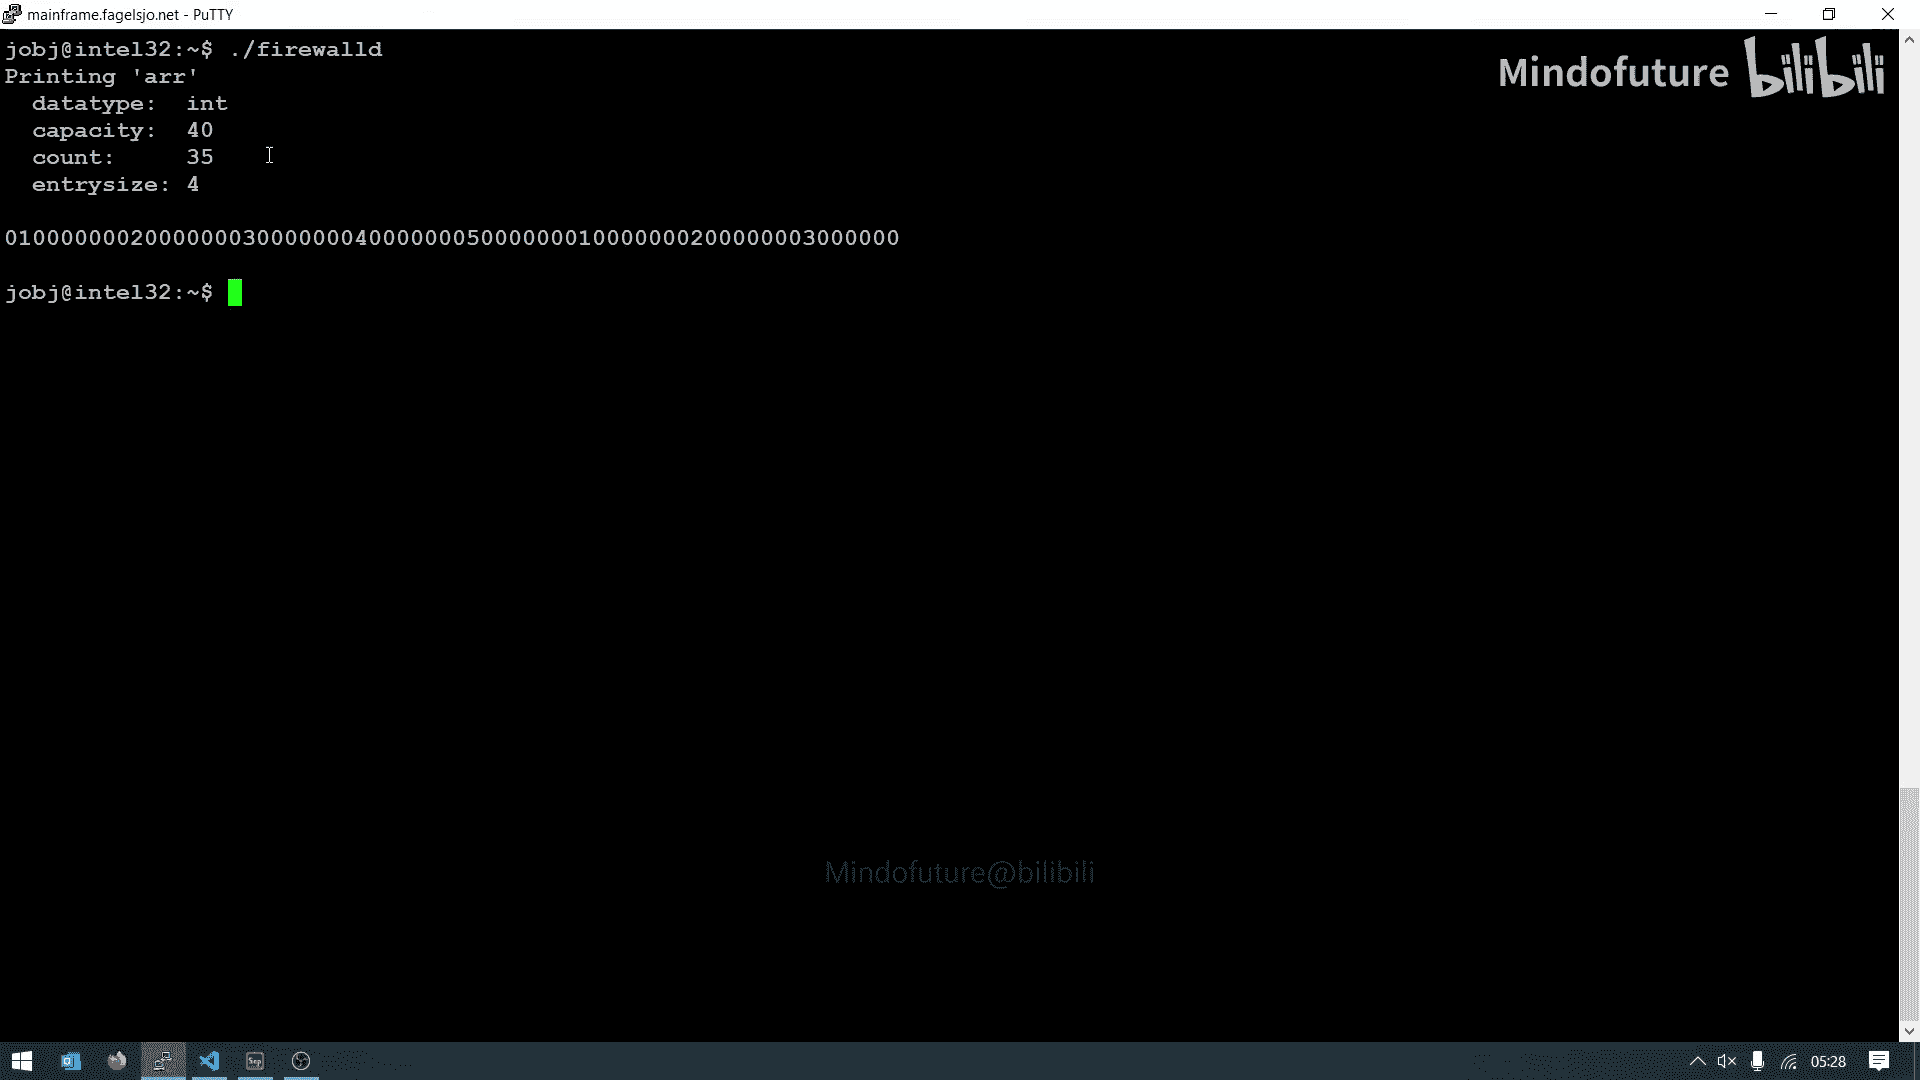 mainframe.fagelsjo.net - PuTTY
jobj@intel32:~$ ./firewalld
Printing 'arr'
datatype: int
capacity: 40
count: 35
entrysize: 4
0100000002000000030000000400000005000000010000000200000003000000
jobj@intel32:~$
Mindofuture bilibili
Mindofuture@bilibili
05:28